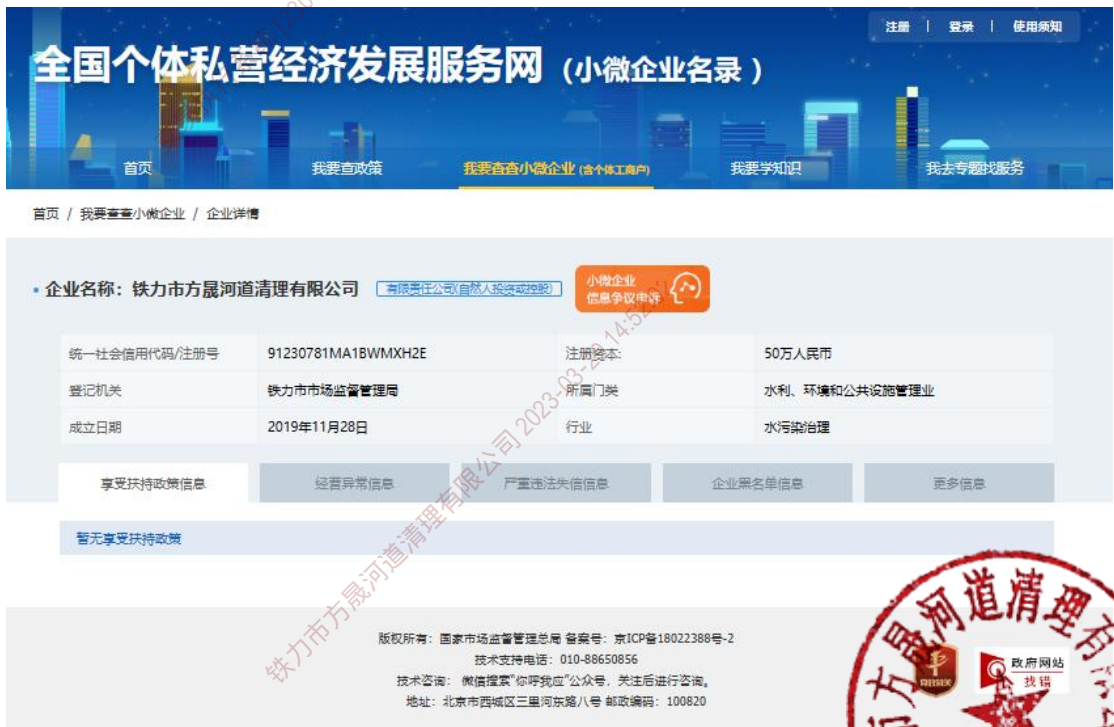 注册 | 登录 | 使用须知
全国个体私营经济发展服务网（小微企业名录）
首页 我要查政策 我要查查小微企业（含个体工商户） 我要学知识 我去专题找服务
首页 / 我要查查小微企业 / 企业详情
企业名称：铁力市方晟河道清理有限公司 有限责任公司(自然人投资或控股) 小微企业
信息争议申诉
统一社会信用代码/注册号 91230781MA1BWMXH2E 注册资本: 50万人民币
登记机关 铁力市市场监督管理局 所属门类 水利、环境和公共设施管理业
成立日期 2019年11月28日 行业 水污染治理
享受扶持政策信息 经营异常信息 严重违法失信信息 企业黑名单信息 更多信息
暂无享受扶持政策
版权所有：国家市场监督管理总局 备案号：京ICP备18022388号-2
技术支持电话：010-88650856
技术咨询： 微信搜索"你呼我应"公众号，关注后进行咨询。
地址：北京市西城区三里河东路八号 邮政编码：100820
党政机关
政府网站
找错
方晟河道清理有
铁力市方晟河道清理有限公司 2023-03-29 14:52:0